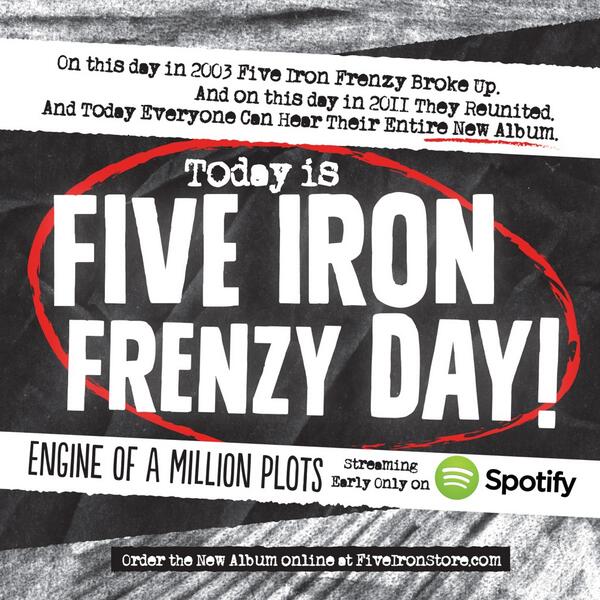 On this day in 2003 Five Iron Frenzy Broke Up.
And on this day in 2011 They Reunited.
And Today Everyone Can Hear Their Entire New Album.
Today is
FIVE IRON
FRENZY DAY!
ENGINE OF A MILLION PLOTS
Streaming
Early Only on
Spotify
Order the New Album online at FiveIronStore.com